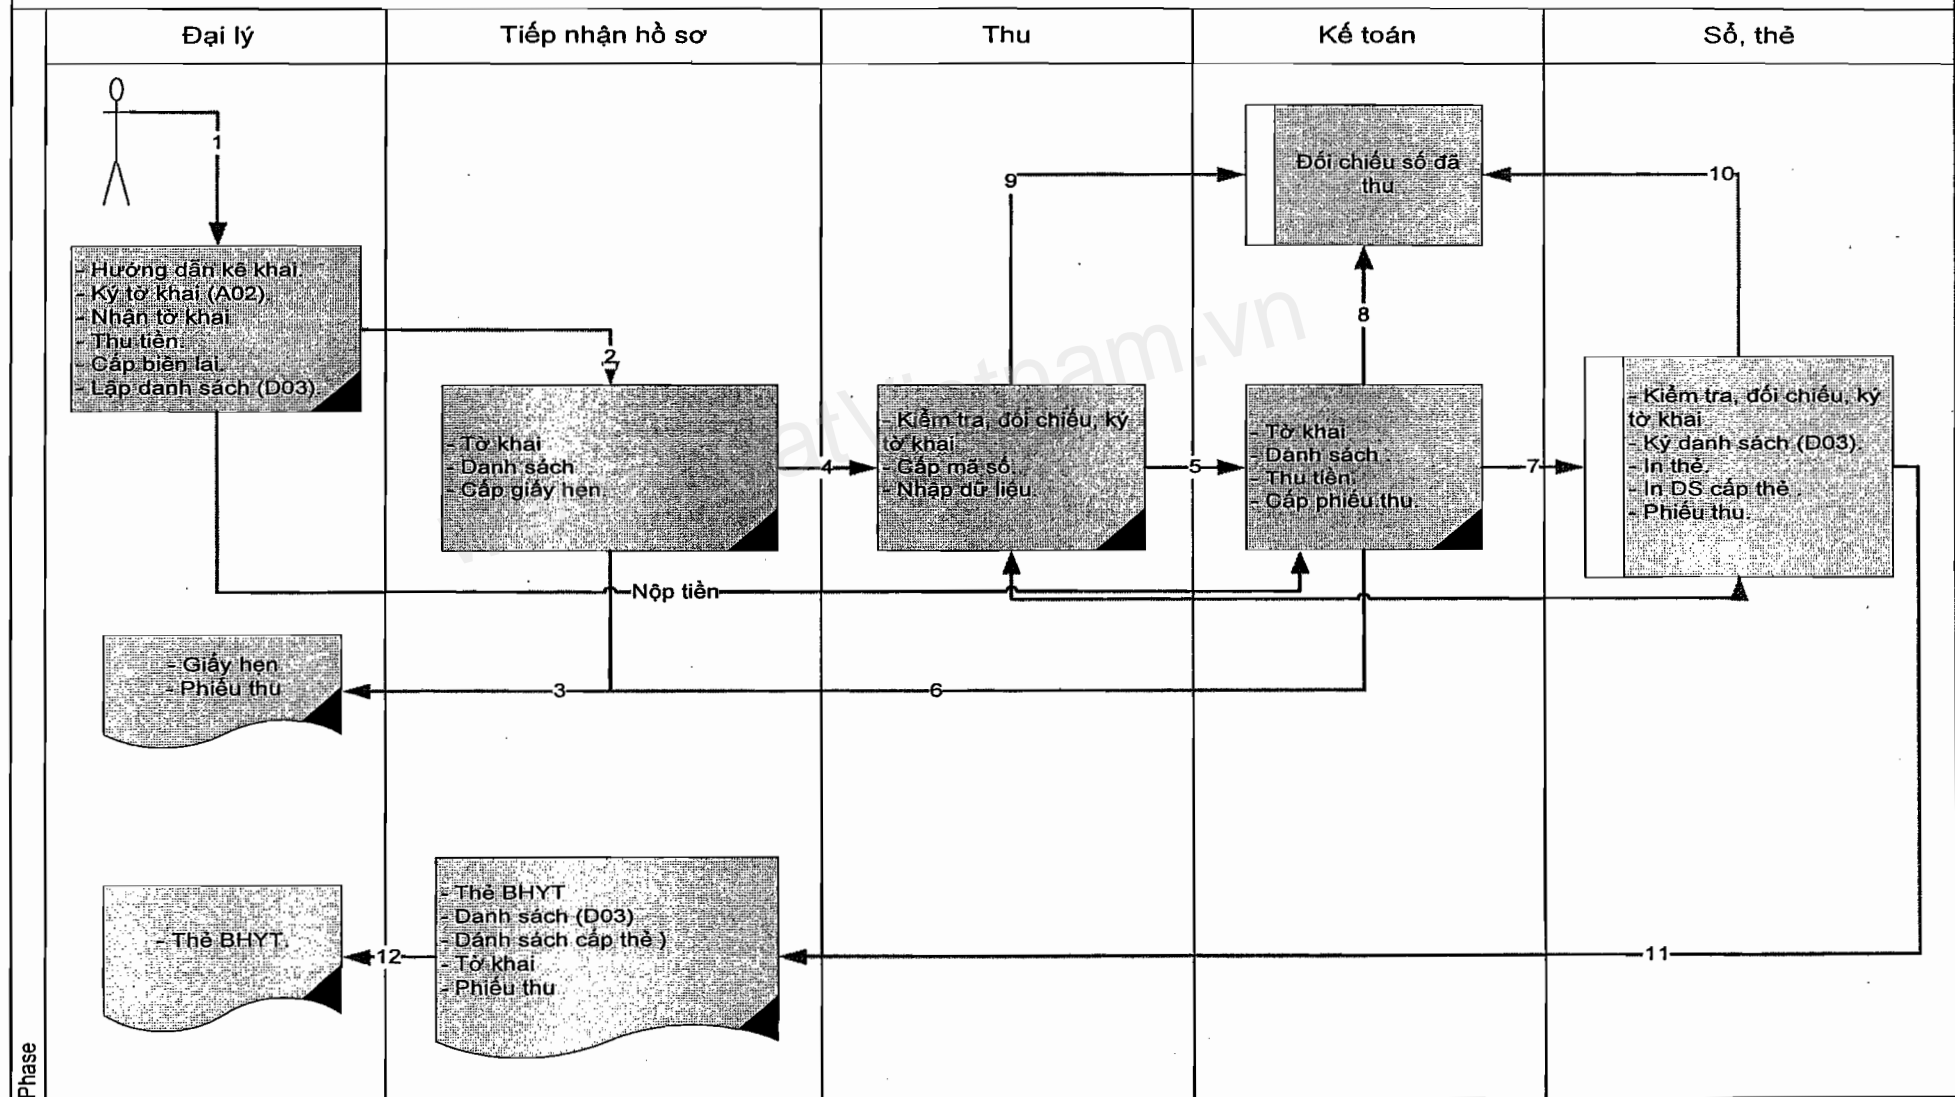 Đại lý
Tiếp nhận hồ sơ
Thu
Kế toán
Sổ, thẻ
1
- Hướng dẫn kê khai.
- Ký tờ khai (A02).
- Nhận tờ khai
- Thu tiền.
- Cấp biên lai.
- Lập danh sách (D03).
2
- Tờ khai
- Danh sách
- Cấp giấy hẹn.
4
- Kiểm tra, đối chiếu, ký
tờ khai
- Cấp mã số.
- Nhập dữ liệu.
5
- Tờ khai
- Danh sách
- Thu tiền.
- Cấp phiếu thu.
7
- Kiểm tra, đối chiếu, ký
tờ khai
- Ký danh sách (D03).
- In thẻ.
- In DS cấp thẻ
- Phiếu thu.
9
Đối chiếu số đã
thu
10
8
Nộp tiền
- Giấy hẹn
- Phiếu thu
3
6
- Thẻ BHYT.
12
- Thẻ BHYT
- Danh sách (D03)
- Dánh sách cấp thẻ )
- Tờ khai
- Phiếu thu
11
Phase
atVietnam.vn